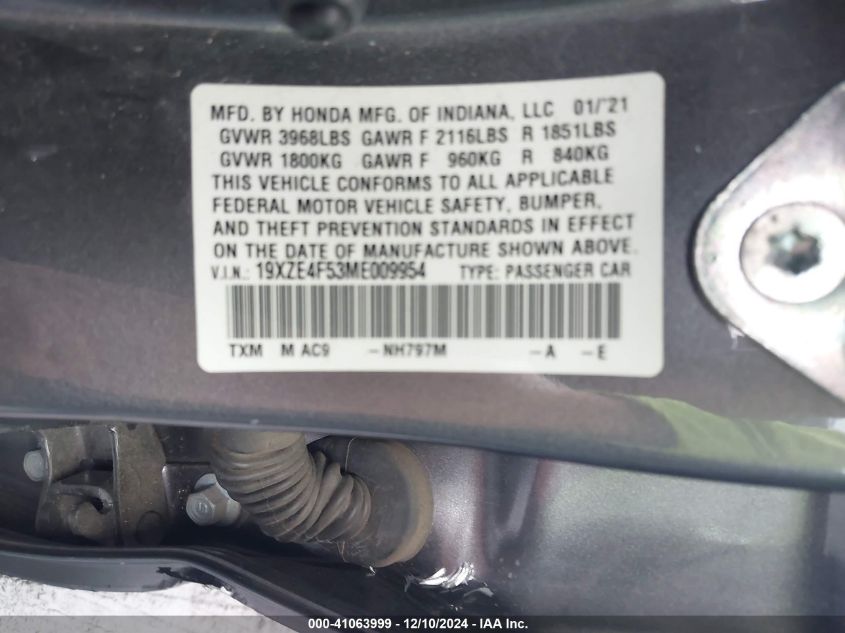 MFD. BY HONDA MFG. OF INDIANA, LLC 01/'21
GVWR 3968LBS GAWR F 2116LBS R 1851LBS
GVWR 1800KG GAWR F 960KG R 840KG
THIS VEHICLE CONFORMS TO ALL APPLICABLE
FEDERAL MOTOR VEHICLE SAFETY, BUMPER,
AND THEFT PREVENTION STANDARDS IN EFFECT
ON THE DATE OF MANUFACTURE SHOWN ABOVE.
V.I.N.: 19XZE4F53ME009954 TYPE: PASSENGER CAR
TXM M AC9 -NH797M -A -E
000-41063999 - 12/10/2024 - IAA Inc.